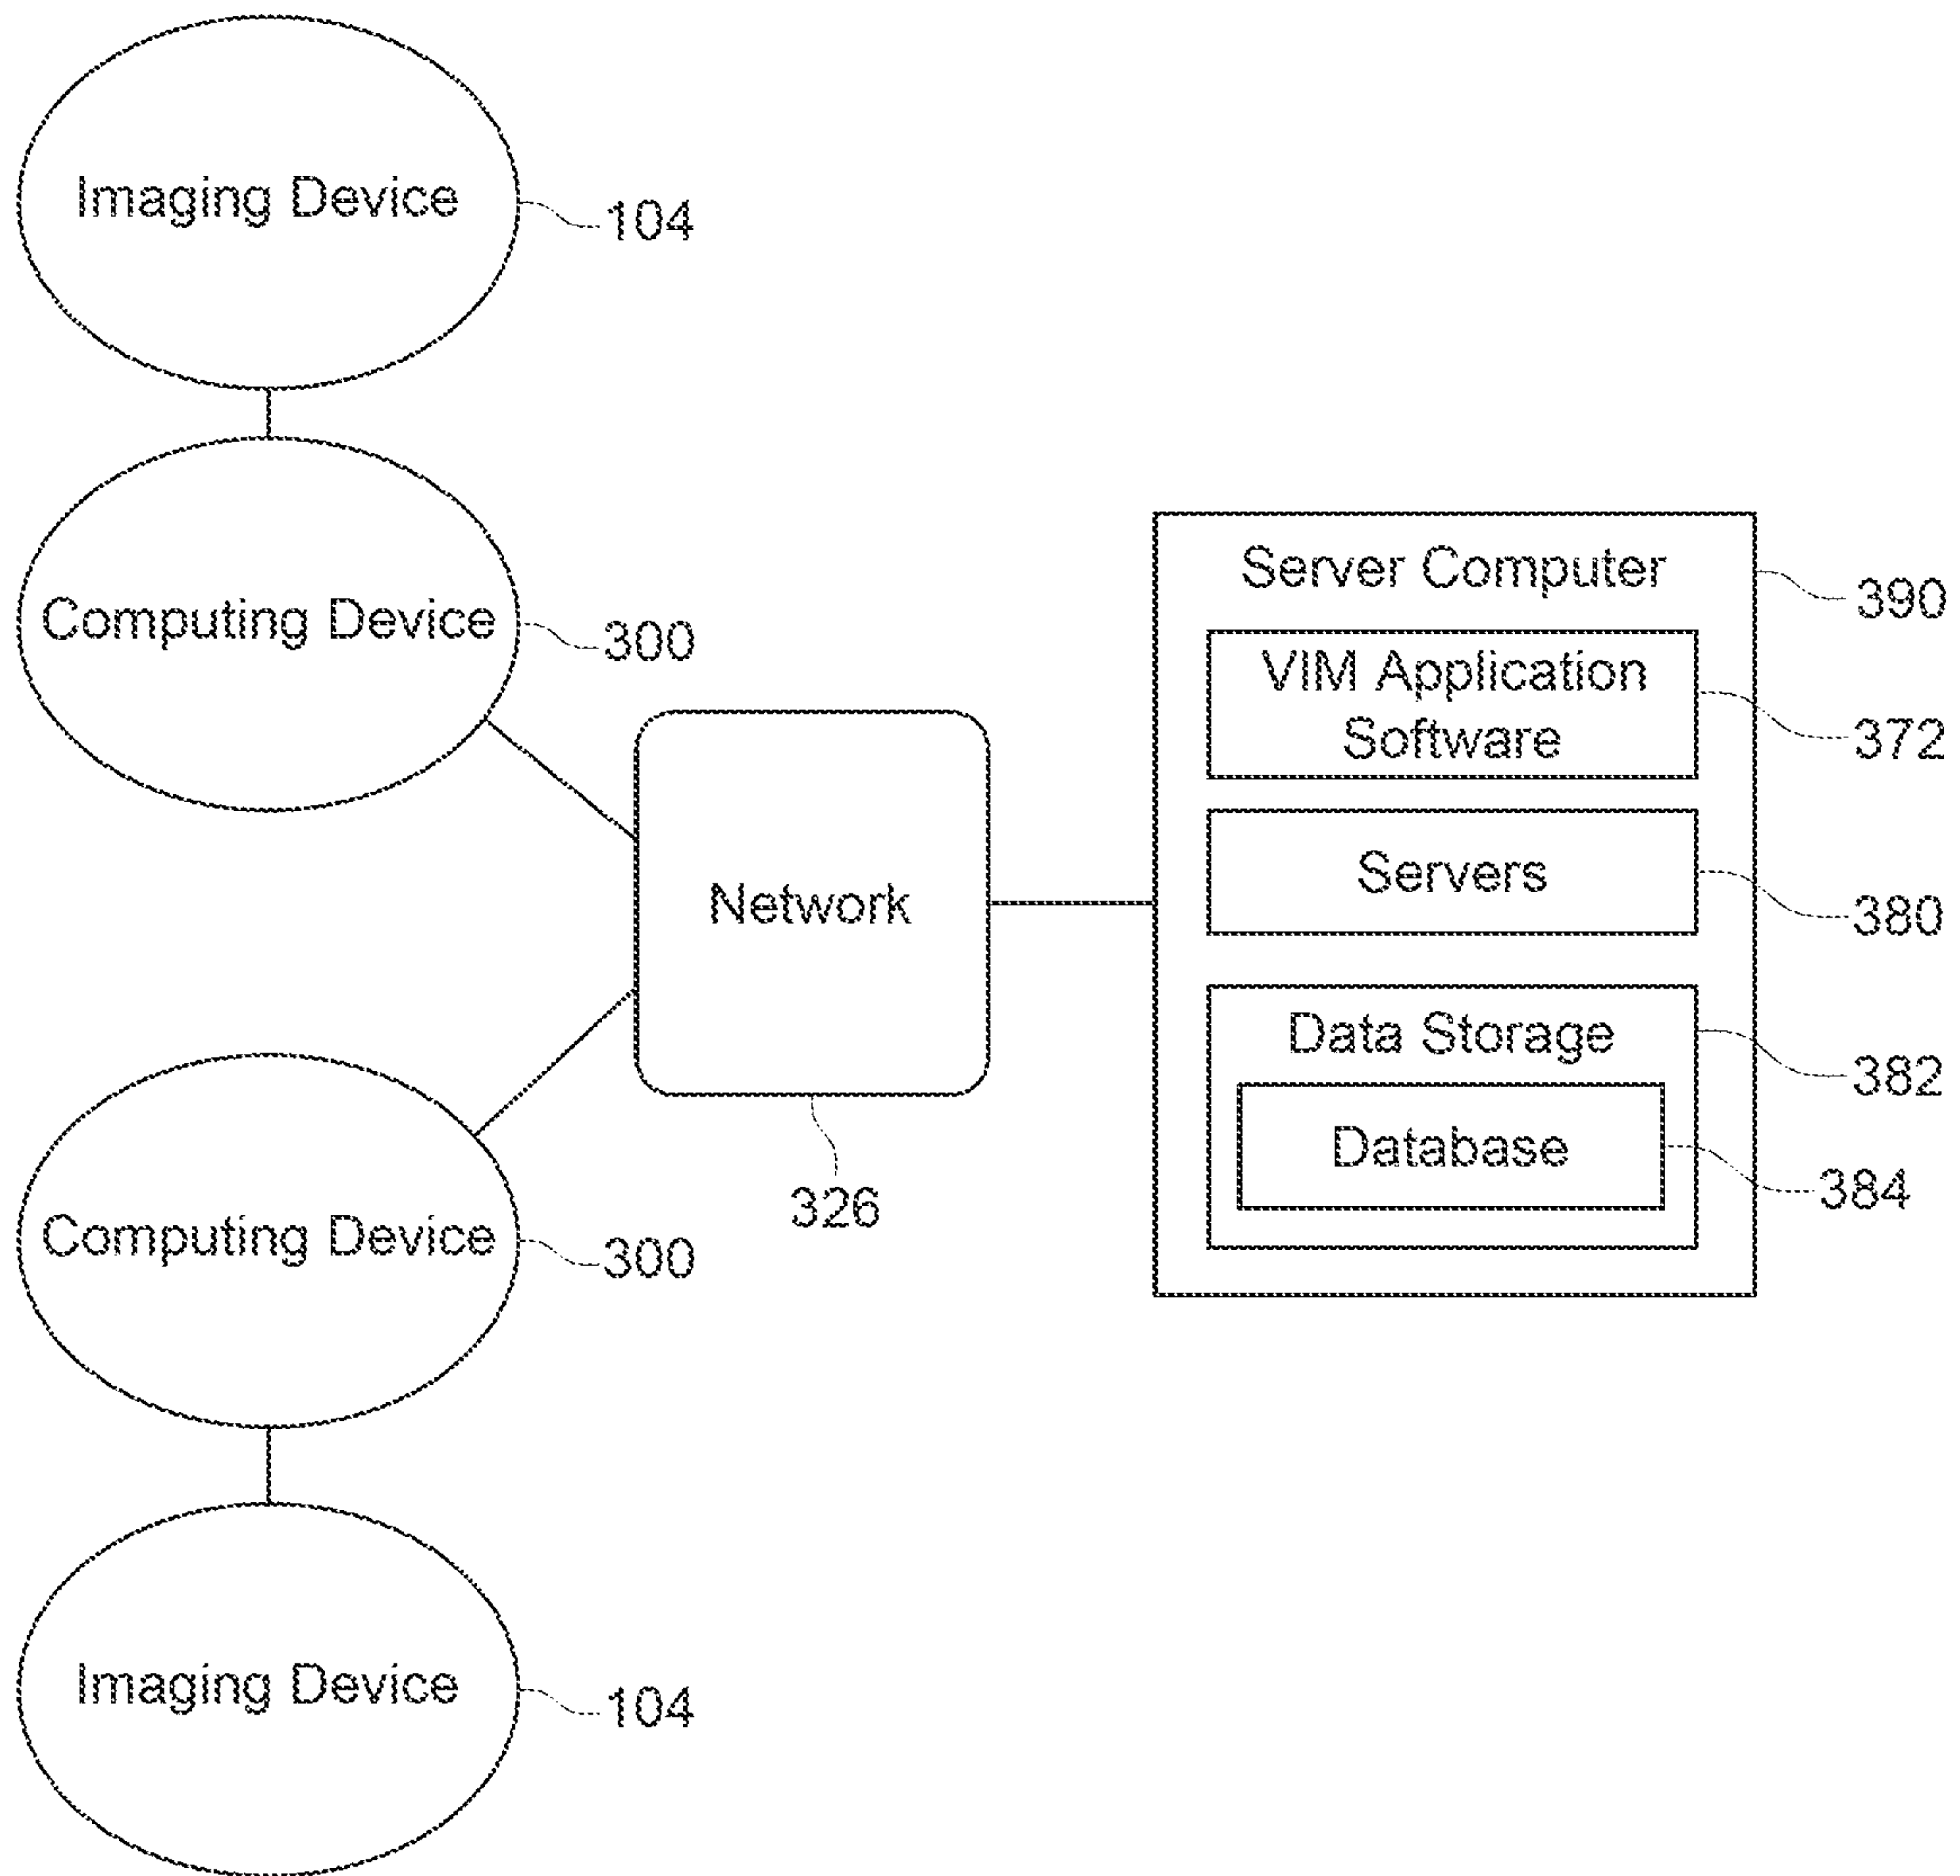 Imaging Device
104
Computing Device
300
Server Computer
390
VIM Application
Software
372
Servers
380
Network
326
Data Storage
382
Database
384
Computing Device
300
Imaging Device
104